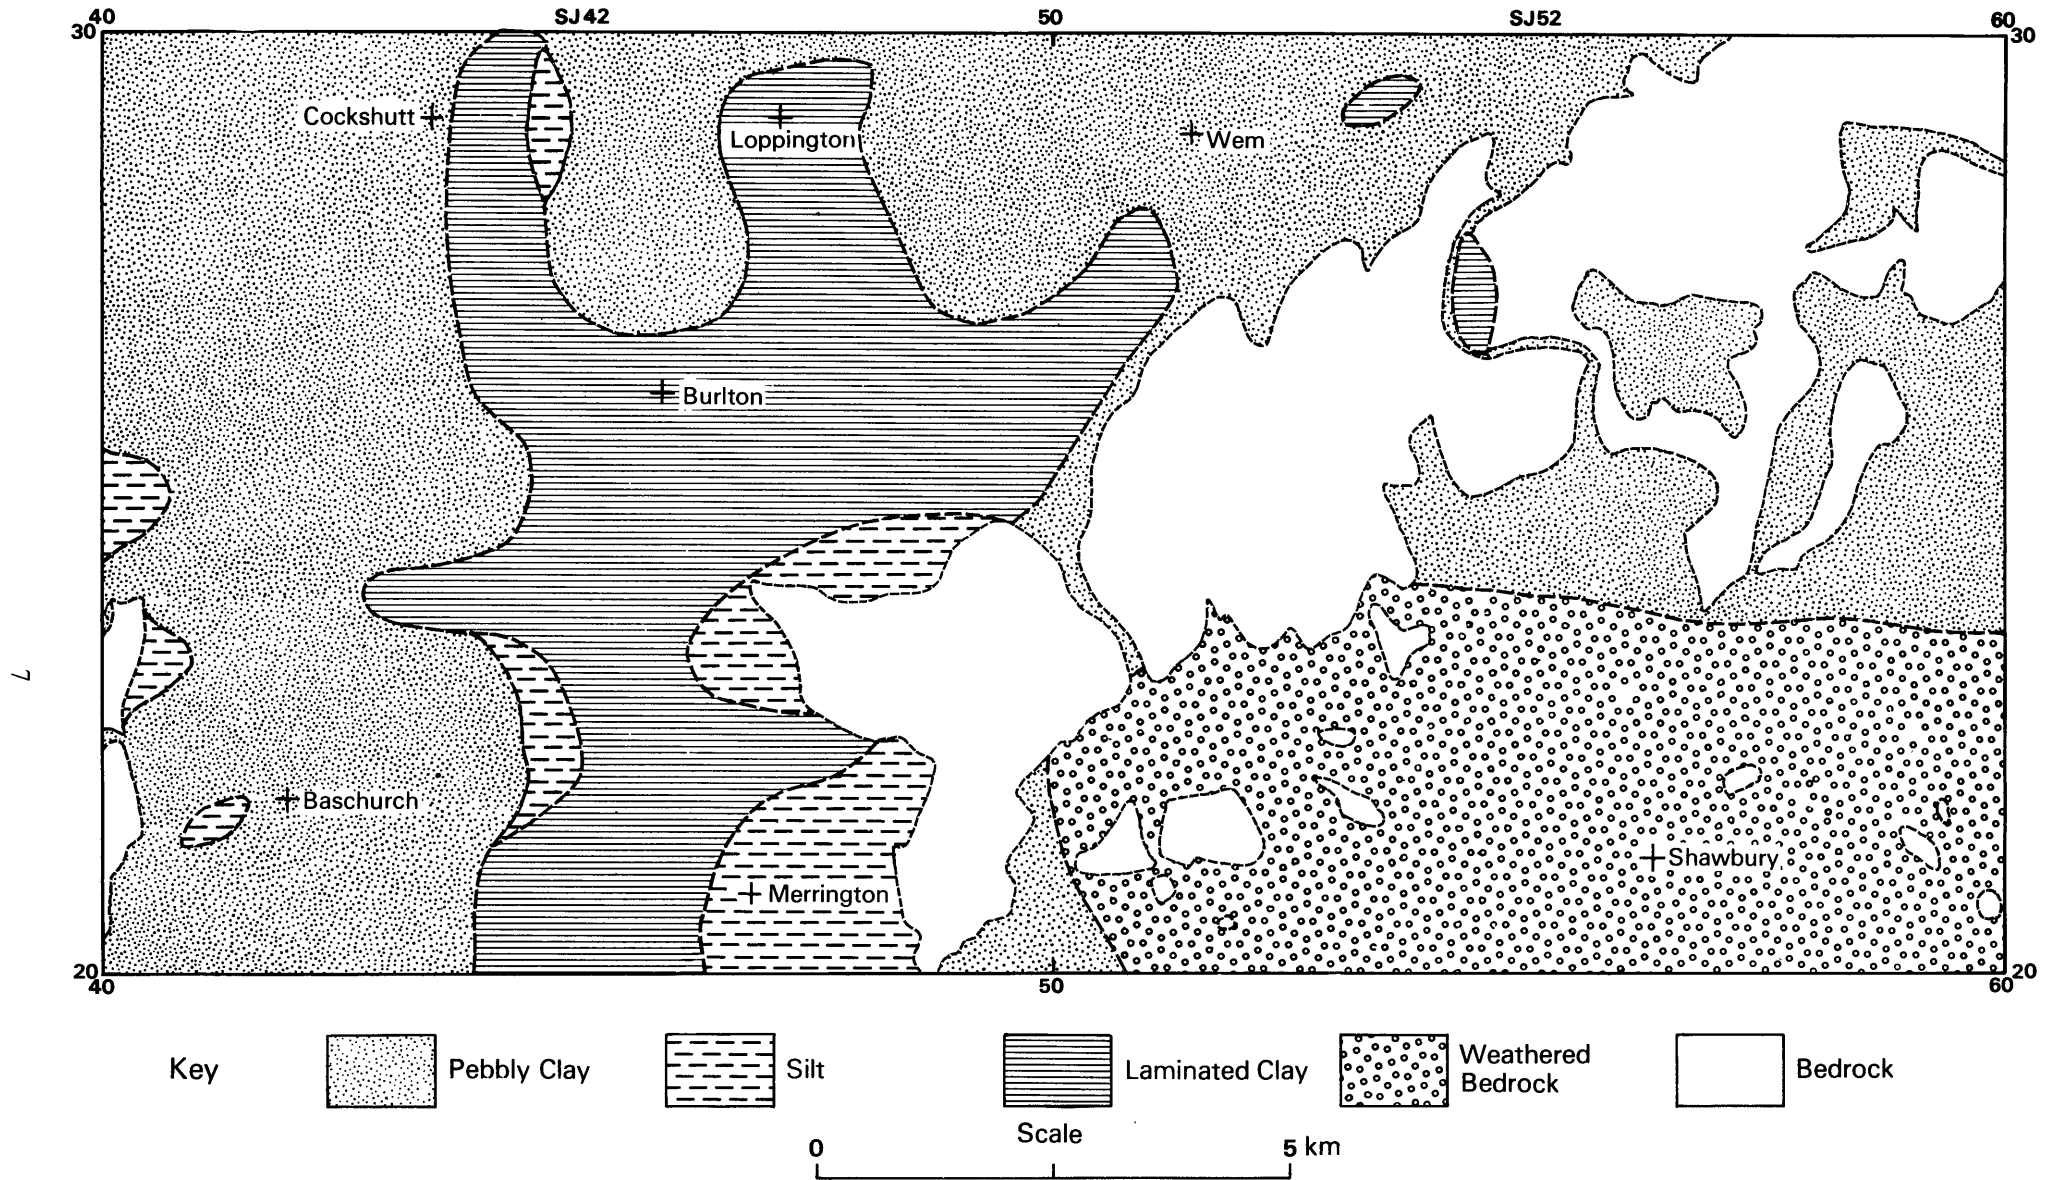 40 SJ42 50 SJ52 60
30 30
Cockshutt
Loppington
Wem
Burlton
7
Baschurch
Shawbury
Merrington
20 20
40 50 60
Key
Pebbly Clay
Silt
Laminated Clay
Weathered
Bedrock
Bedrock
Scale
0 5 km